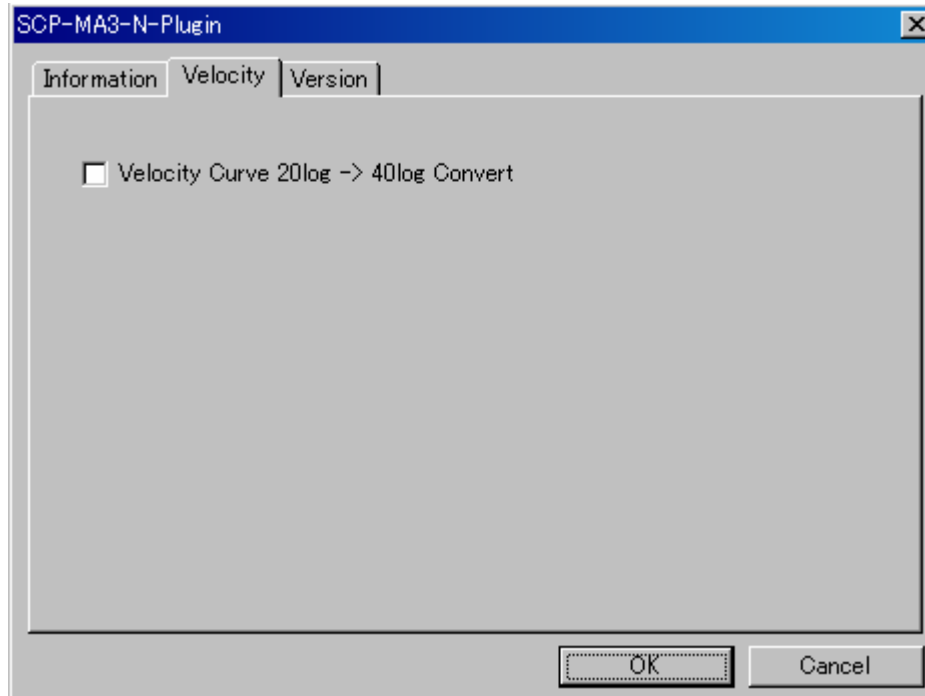 SCP-MA3-N-Plugin
Information Velocity Version
Velocity Curve 20log -> 40log Convert
OK Cancel